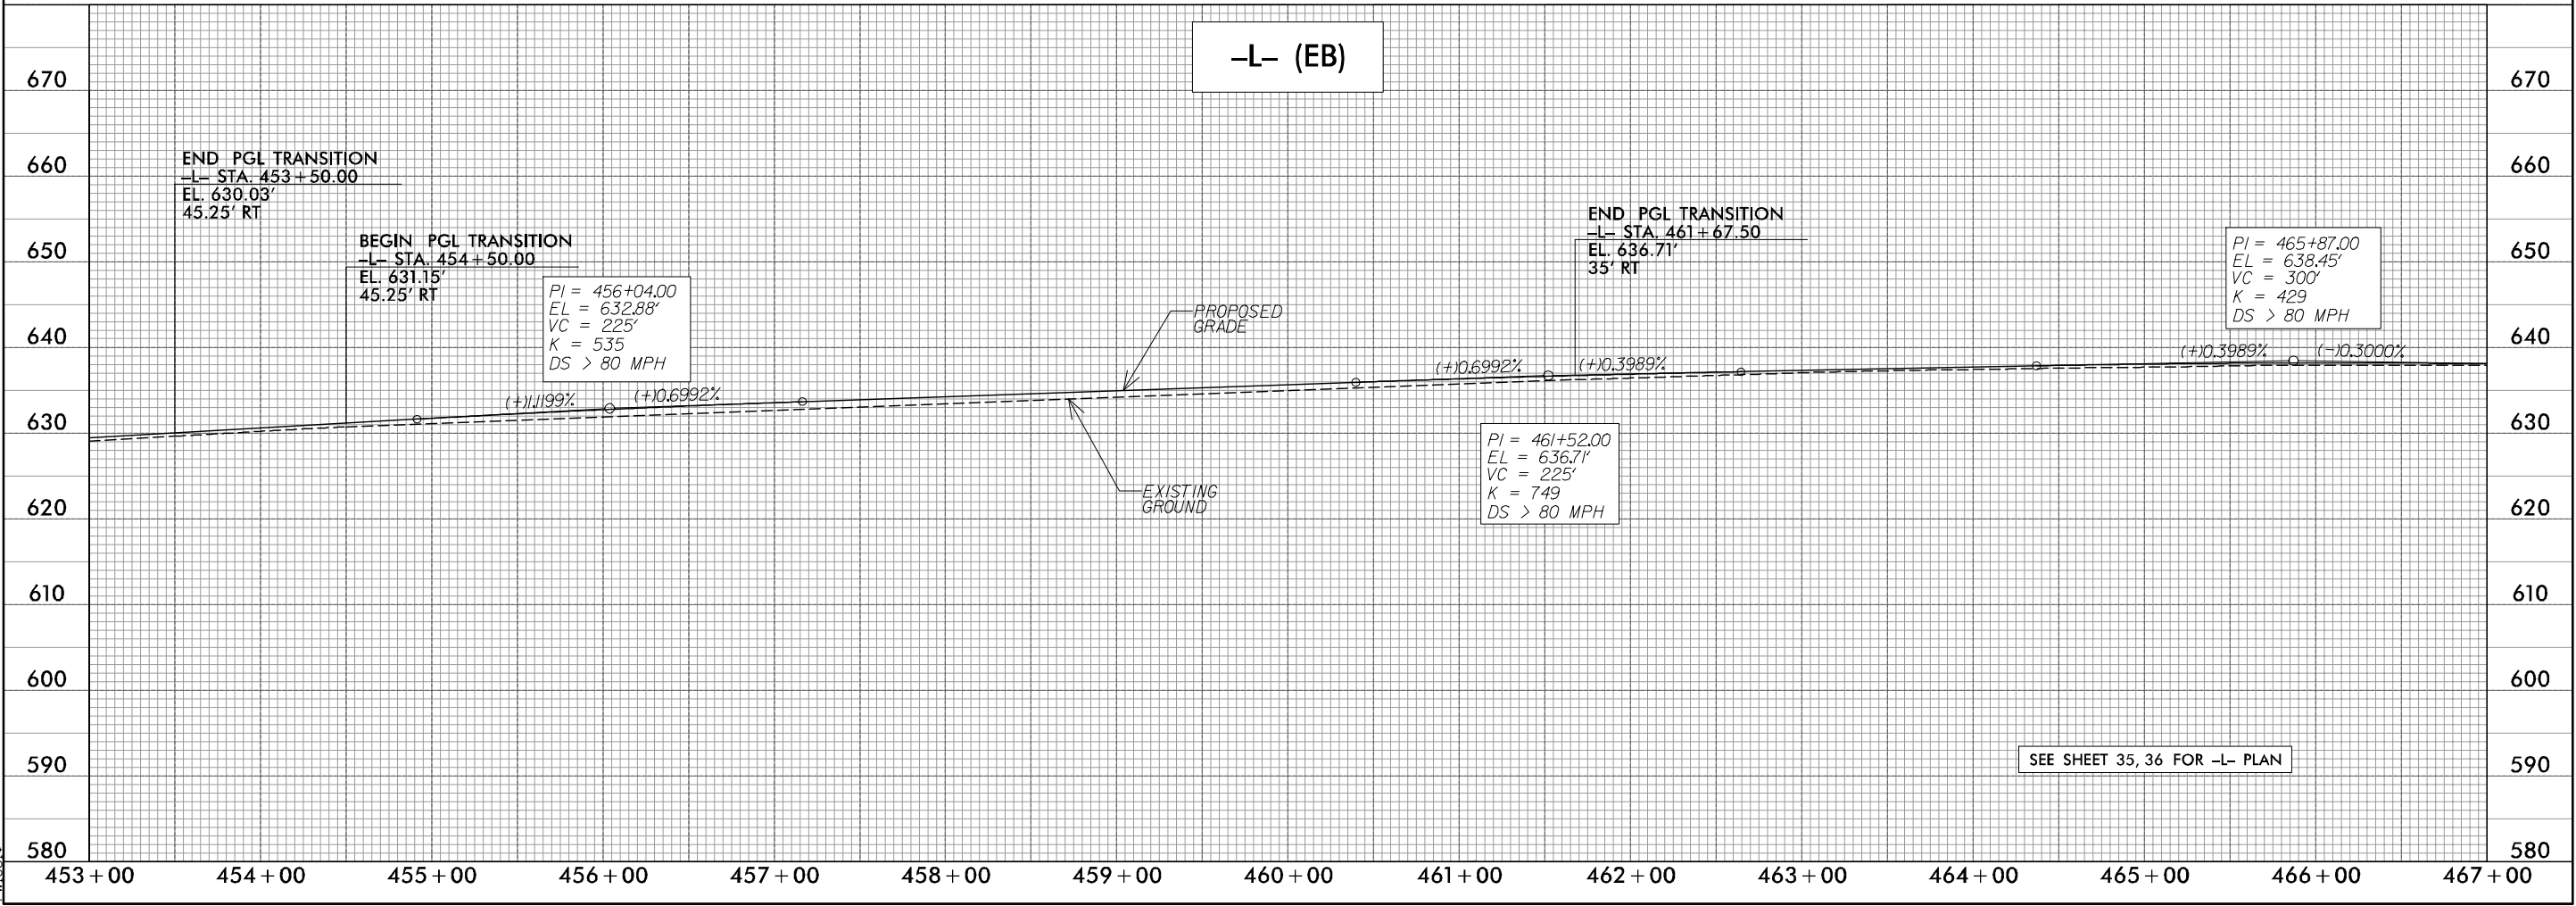 –L– (EB)
670
670
660
660
END PGL TRANSITION
–L– STA. 453+50.00
EL. 630.03'
45.25' RT
650
650
BEGIN PGL TRANSITION
–L– STA. 454+50.00
EL. 631.15'
45.25' RT
PI = 456+04.00
EL = 632.88'
VC = 225'
K = 535
DS > 80 MPH
PROPOSED
GRADE
END PGL TRANSITION
–L– STA. 461+67.50
EL. 636.71'
35' RT
PI = 465+87.00
EL = 638.45'
VC = 300'
K = 429
DS > 80 MPH
640
640
(+)1.1199%
(+)0.6992%
(+)0.6992%
(+)0.3989%
(+)0.3989%
(-)0.3000%
630
630
PI = 461+52.00
EL = 636.71'
VC = 225'
K = 749
DS > 80 MPH
EXISTING
GROUND
620
620
610
610
600
600
590
590
SEE SHEET 35, 36 FOR –L– PLAN
580
580
453+00 454+00 455+00 456+00 457+00 458+00 459+00 460+00 461+00 462+00 463+00 464+00 465+00 466+00 467+00